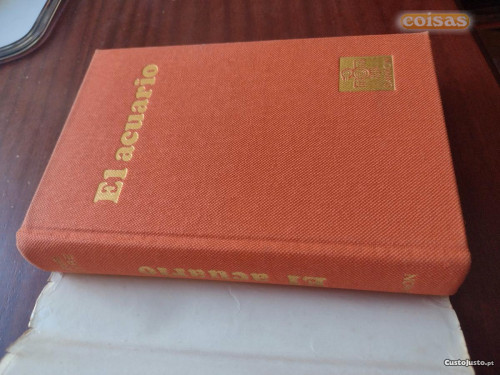 coisas
El acuario
El acuario
CustoJusto.pt